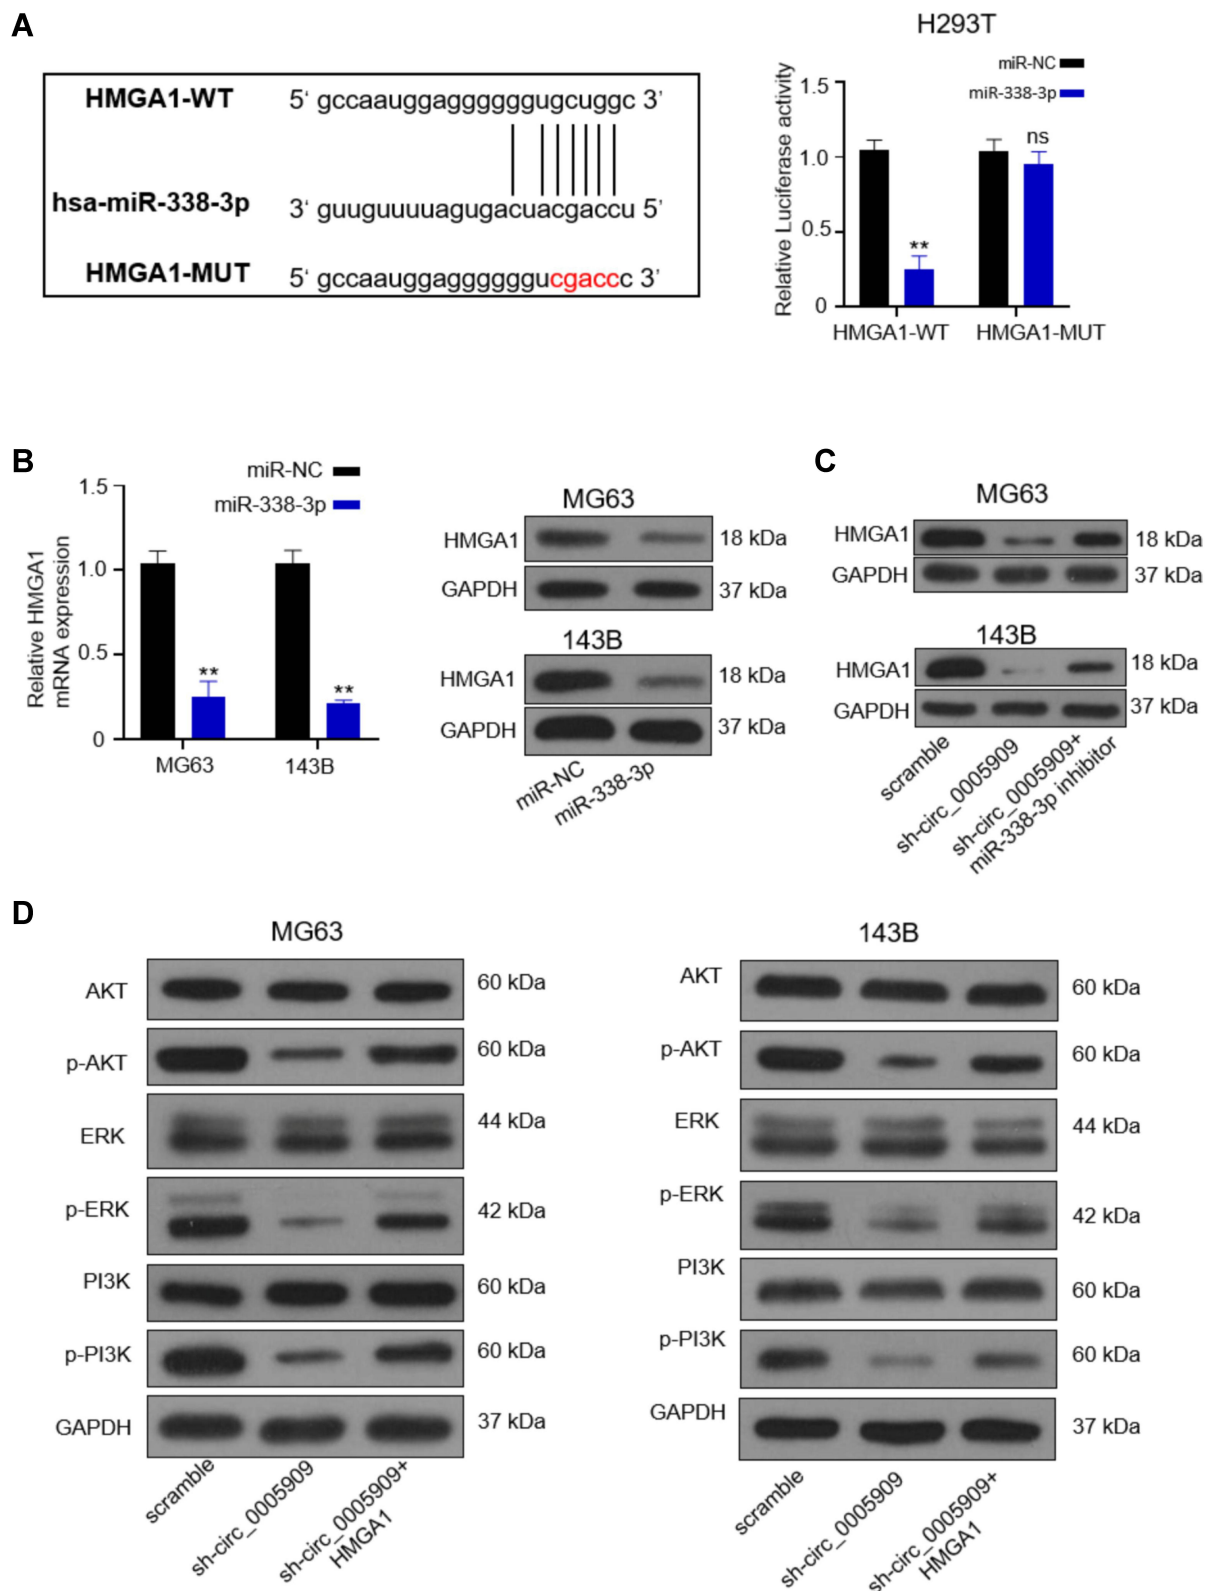 A
HMGA1-WT 5‘ gccaauggaggggggugcuggc 3’
hsa-miR-338-3p 3‘ guuguuuuagugacuacgaccu 5’
HMGA1-MUT 5‘ gccaauggaggggggucgaccc 3’
H293T
miR-NC
miR-338-3p
Relative Luciferase activity
1.5
1.0
0.5
0
**
ns
HMGA1-WT HMGA1-MUT
B
miR-NC
miR-338-3p
Relative HMGA1
mRNA expression
1.5
1.0
0.5
0
**
**
MG63 143B
MG63
HMGA1 18 kDa
GAPDH 37 kDa
143B
HMGA1 18 kDa
GAPDH 37 kDa
miR-NC
miR-338-3p
C
MG63
HMGA1 18 kDa
GAPDH 37 kDa
143B
HMGA1 18 kDa
GAPDH 37 kDa
scramble
sh-circ_0005909
sh-circ_0005909+
miR-338-3p inhibitor
D
MG63
AKT 60 kDa
p-AKT 60 kDa
ERK 44 kDa
p-ERK 42 kDa
PI3K 60 kDa
p-PI3K 60 kDa
GAPDH 37 kDa
scramble
sh-circ_0005909
sh-circ_0005909+
HMGA1
143B
AKT 60 kDa
p-AKT 60 kDa
ERK 44 kDa
p-ERK 42 kDa
PI3K 60 kDa
p-PI3K 60 kDa
GAPDH 37 kDa
scramble
sh-circ_0005909
sh-circ_0005909+
HMGA1